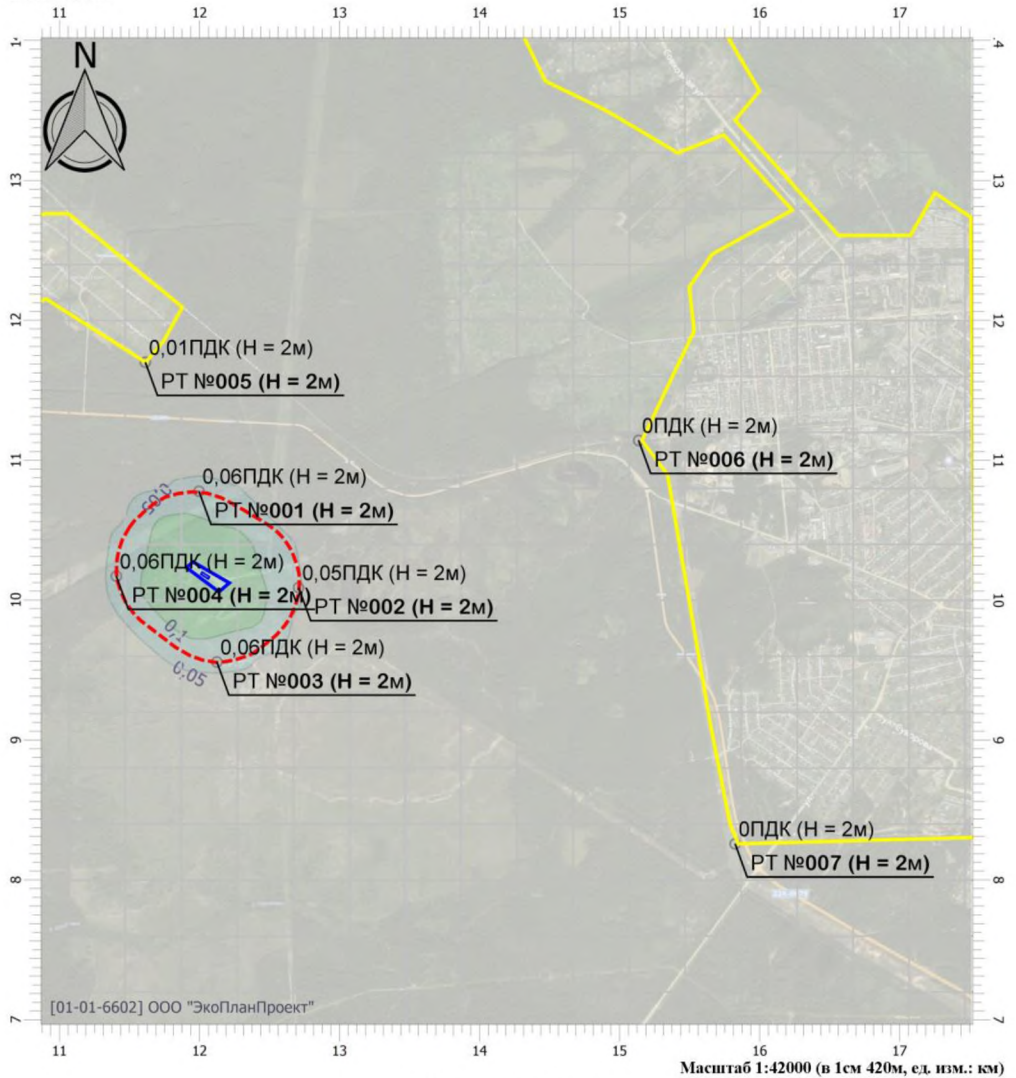 11 12 13 14 15 16 17
N
14
13 13
12 12
0,01ПДК (Н = 2м)
РТ №005 (Н = 2м)
0ПДК (Н = 2м)
РТ №006 (Н = 2м)
11 11
0,06ПДК (Н = 2м)
0,05
РТ №001 (Н = 2м)
0,06ПДК (Н = 2м)
0,05ПДК (Н = 2м)
РТ №004 (Н = 2м)
РТ №002 (Н = 2м)
10 10
0,1
0,06ПДК (Н = 2м)
0,05
РТ №003 (Н = 2м)
9 9
0ПДК (Н = 2м)
РТ №007 (Н = 2м)
8 8
[01-01-6602] ООО "ЭкоПланПроект"
7 7
11 12 13 14 15 16 17
Масштаб 1:42000 (в 1см 420м, ед. изм.: км)